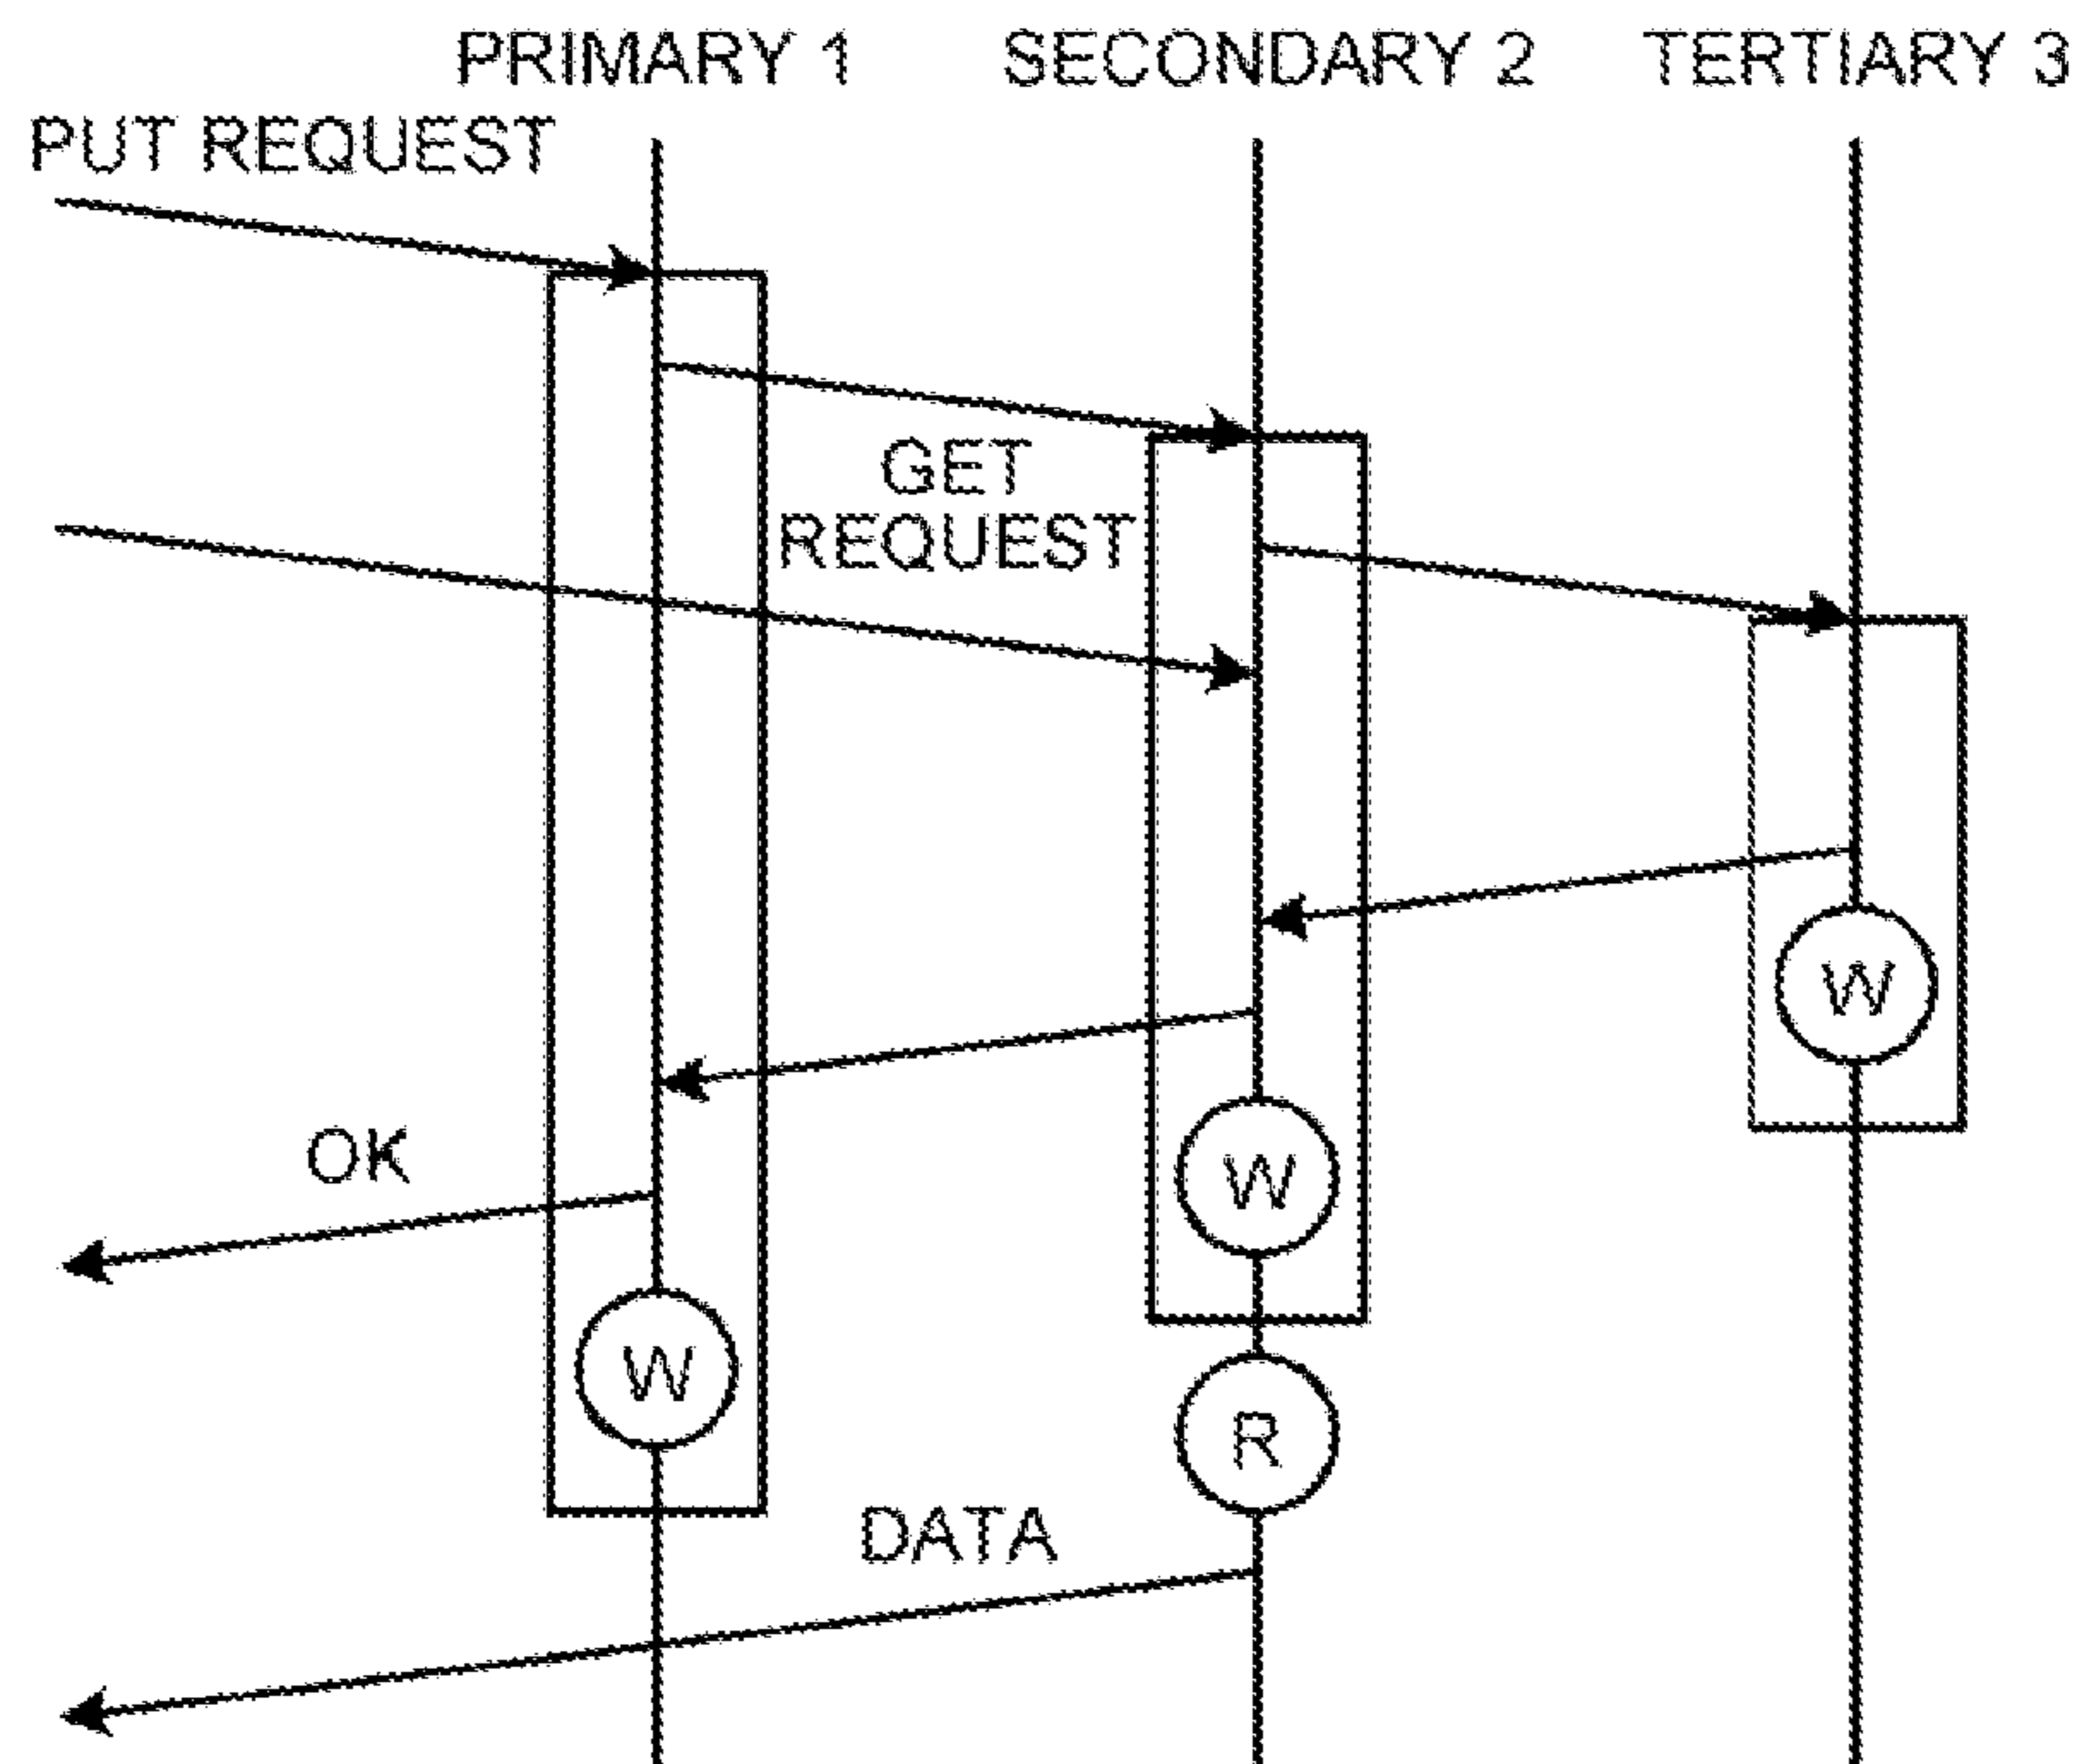 PRIMARY 1
SECONDARY 2
TERTIARY 3
PUT REQUEST
GET
REQUEST
W
OK
W
W
R
DATA